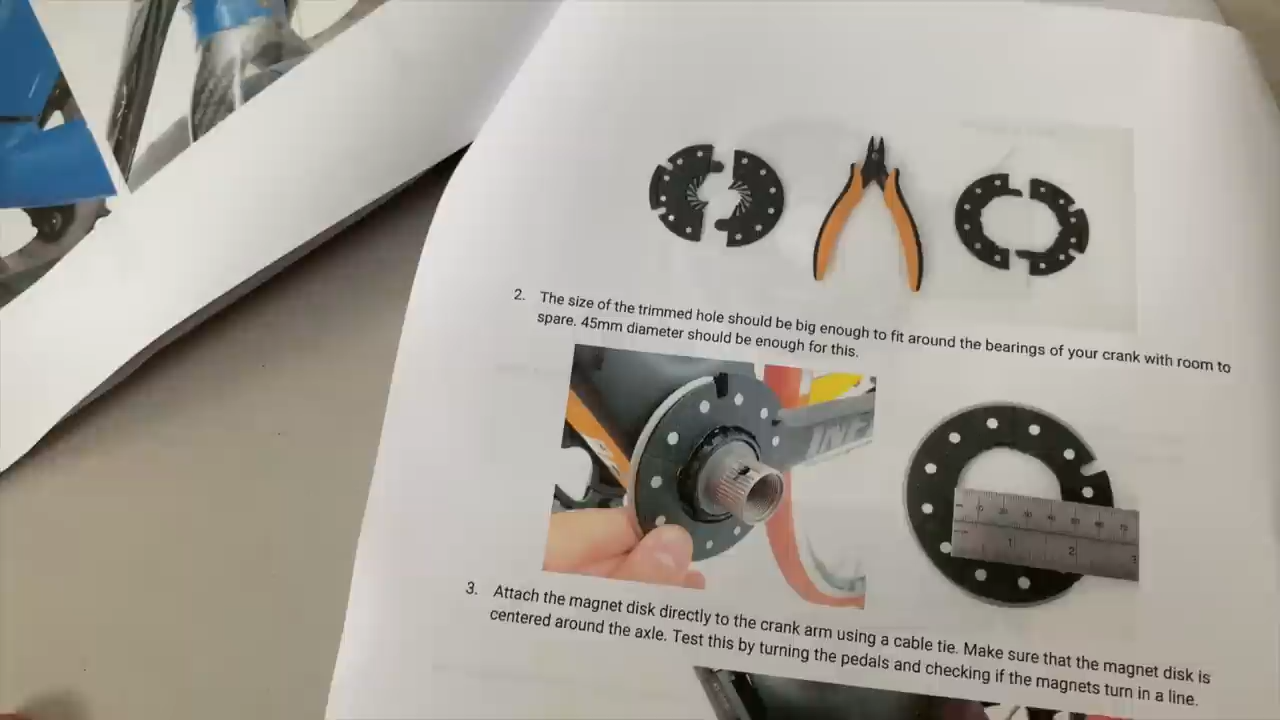 2. The size of the trimmed hole should be big enough to fit around the bearings of your crank with room to
spare. 45mm diameter should be enough for this.
INE
1
2
3. Attach the magnet disk directly to the crank arm using a cable tie. Make sure that the magnet disk is
centered around the axle. Test this by turning the pedals and checking if the magnets turn in a line.